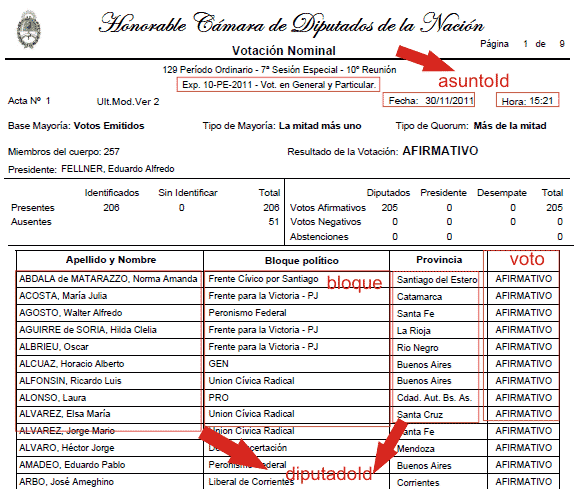 Honorable Cámara de Diputados de la Nación
Votación Nominal
Página 1 de 9
129 Período Ordinario - 7ª Sesión Especial - 10º Reunión
asuntoId
Exp. 10-PE-2011 - Vot. en General y Particular.
Acta Nº 1 Ult.Mod.Ver 2 Fecha: 30/11/2011 Hora: 15:21
Base Mayoría: Votos Emitidos Tipo de Mayoría: La mitad más uno Tipo de Quorum: Más de la mitad
Miembros del cuerpo: 257 Resultado de la Votación: AFIRMATIVO
Presidente: FELLNER, Eduardo Alfredo
Identificados Sin Identificar Total Diputados Presidente Desempate Total
Presentes 206 0 206 Votos Afirmativos 205 0 0 205
Ausentes 51 Votos Negativos 0 0 0 0
Abstenciones 0 0 0
Apellido y Nombre Bloque político Provincia voto
ABDALA de MATARAZZO, Norma Amanda Frente Cívico por Santiago bloque Santiago del Estero AFIRMATIVO
ACOSTA, María Julia Frente para la Victoria - PJ Catamarca AFIRMATIVO
AGOSTO, Walter Alfredo Peronismo Federal Santa Fe AFIRMATIVO
AGUIRRE de SORIA, Hilda Clelia Frente para la Victoria - PJ La Rioja AFIRMATIVO
ALBRIEU, Oscar Frente para la Victoria - PJ Rio Negro AFIRMATIVO
ALCUAZ, Horacio Alberto GEN Buenos Aires AFIRMATIVO
ALFONSIN, Ricardo Luis Union Cívica Radical Buenos Aires AFIRMATIVO
ALONSO, Laura PRO Cdad. Aut. Bs. As. AFIRMATIVO
ALVAREZ, Elsa María Union Cívica Radical Santa Cruz AFIRMATIVO
ALVAREZ, Jorge Mario Union Cívica Radical Santa Fe AFIRMATIVO
ALVARO, Héctor Jorge Mendoza AFIRMATIVO
AMADEO, Eduardo Pablo Peronismo Federal diputadoId Buenos Aires AFIRMATIVO
ARBO, José Ameghino Liberal de Corrientes Corrientes AFIRMATIVO